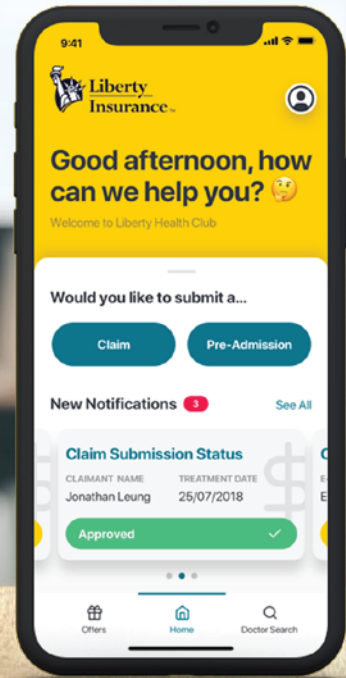 9:41
Liberty
Insurance™
Good afternoon, how
can we help you? 🤔
Welcome to Liberty Health Club
Would you like to submit a...
Claim
Pre-Admission
New Notifications 3
See All
Claim Submission Status
CLAIMANT NAME TREATMENT DATE
Jonathan Leung 25/07/2018
Approved
Offers
Home
Doctor Search